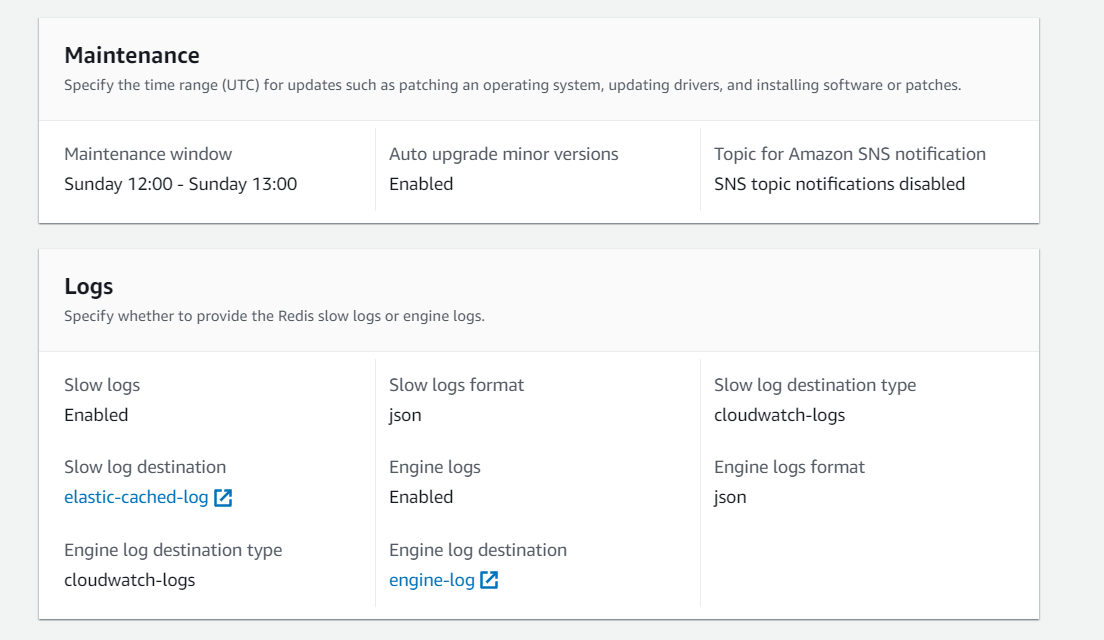 Maintenance
Specify the time range (UTC) for updates such as patching an operating system, updating drivers, and installing software or patches.
Maintenance window
Sunday 12:00 - Sunday 13:00
Auto upgrade minor versions
Enabled
Topic for Amazon SNS notification
SNS topic notifications disabled
Logs
Specify whether to provide the Redis slow logs or engine logs.
Slow logs
Enabled
Slow logs format
json
Slow log destination type
cloudwatch-logs
Slow log destination
elastic-cached-log
Engine logs
Enabled
Engine logs format
json
Engine log destination type
cloudwatch-logs
Engine log destination
engine-log